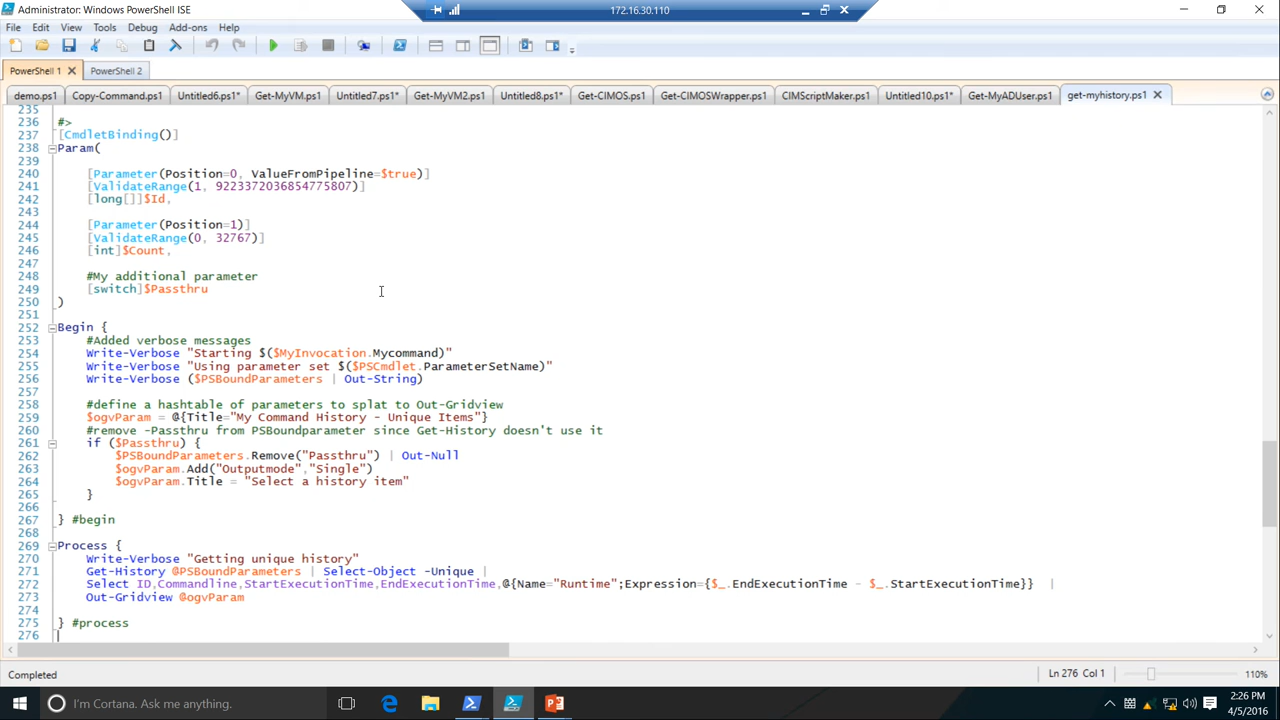 Administrator: Windows PowerShell ISE
172.16.30.110
File Edit View Tools Debug Add-ons Help
PowerShell 1 PowerShell 2
demo.ps1 Copy-Command.ps1 Untitled6.ps1* Get-MyVM.ps1 Untitled7.ps1* Get-MyVM2.ps1 Untitled8.ps1* Get-CIMOS.ps1 Get-CIMOSWrapper.ps1 CIMScriptMaker.ps1 Untitled10.ps1* Get-MyADUser.ps1 get-myhistory.ps1
235
236 #>
237 [CmdletBinding()]
238 Param(
239
240 [Parameter(Position=0, ValueFromPipeline=$true)]
241 [ValidateRange(1, 9223372036854775807)]
242 [long[]]$Id,
243
244 [Parameter(Position=1)]
245 [ValidateRange(0, 32767)]
246 [int]$Count,
247
248 #My additional parameter
249 [switch]$Passthru
250 )
251
252 Begin {
253 #Added verbose messages
254 Write-Verbose "Starting $($MyInvocation.Mycommand)"
255 Write-Verbose "Using parameter set $($PSCmdlet.ParameterSetName)"
256 Write-Verbose ($PSBoundParameters | Out-String)
257
258 #define a hashtable of parameters to splat to Out-Gridview
259 $ogvParam = @{Title="My Command History - Unique Items"}
260 #remove -Passthru from PSBoundparameter since Get-History doesn't use it
261 if ($Passthru) {
262 $PSBoundParameters.Remove("Passthru") | Out-Null
263 $ogvParam.Add("Outputmode","Single")
264 $ogvParam.Title = "Select a history item"
265 }
266
267 } #begin
268
269 Process {
270 Write-Verbose "Getting unique history"
271 Get-History @PSBoundParameters | Select-Object -Unique |
272 Select ID,Commandline,StartExecutionTime,EndExecutionTime,@{Name="Runtime";Expression={$_.EndExecutionTime - $_.StartExecutionTime}} |
273 Out-Gridview @ogvParam
274
275 } #process
276
Completed
Ln 276 Col 1
110%
I'm Cortana. Ask me anything.
2:26 PM
4/5/2016